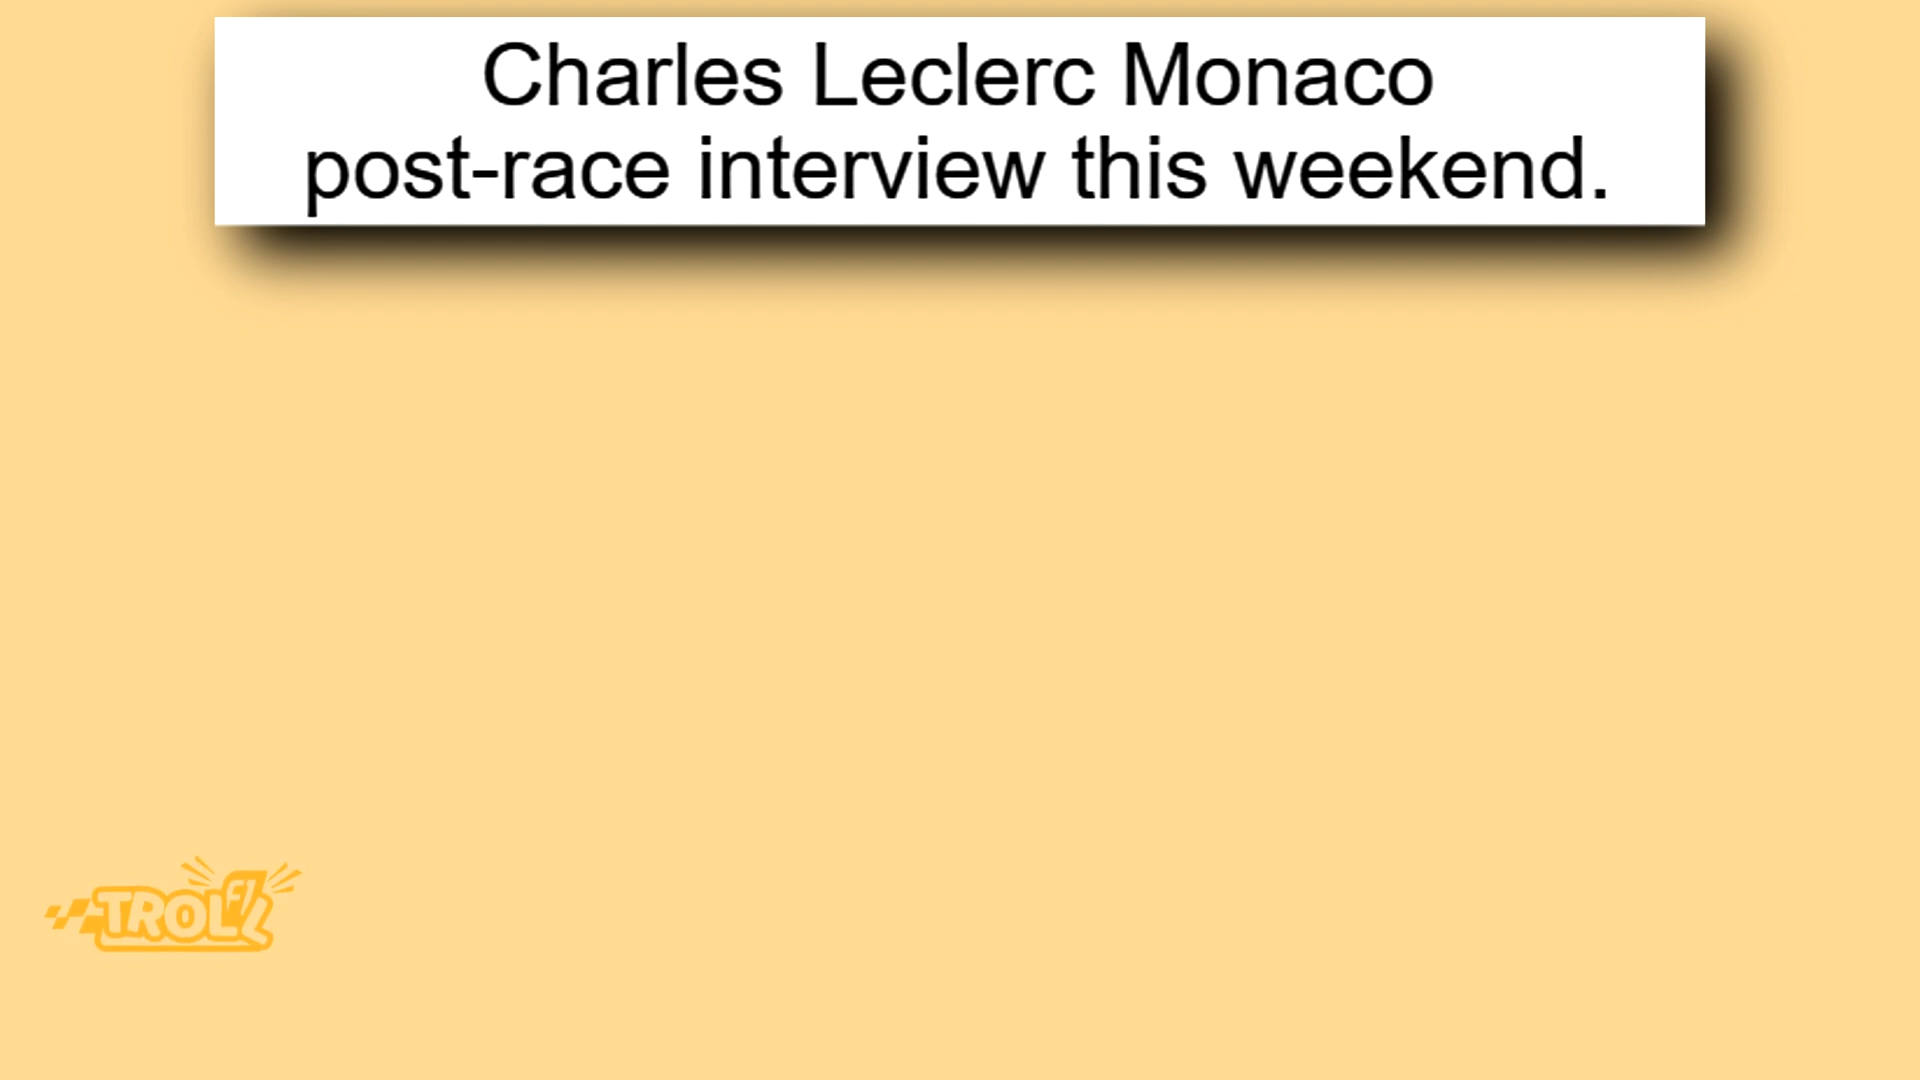 Charles Leclerc Monaco
post-race interview this weekend.
TROLL
F1